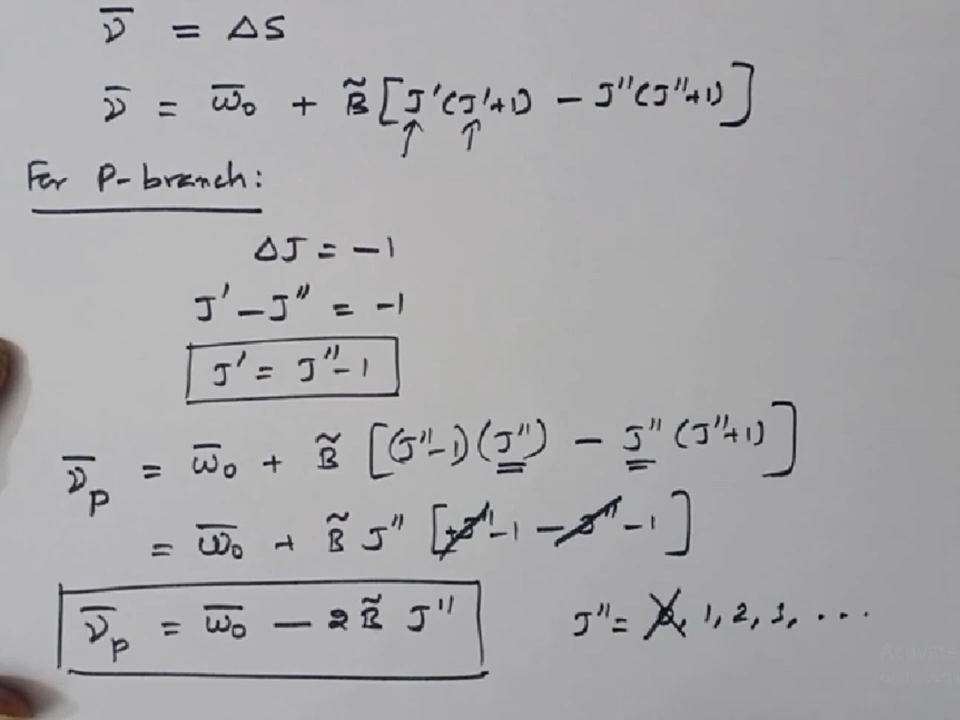 ν̄ = ΔS
ν̄ = ω̄₀ + B̃ [J'(J'+1) − J''(J''+1)]
For P-branch:
ΔJ = −1
J' − J'' = −1
J' = J''−1
ν̄p = ω̄₀ + B̃ [(J''−1)(J'') − J''(J''+1)]
= ω̄₀ + B̃ J'' [+J''−1 − J''−1]
ν̄p = ω̄₀ − 2B̃ J'' J'' = 0, 1, 2, 3, ....
Activate